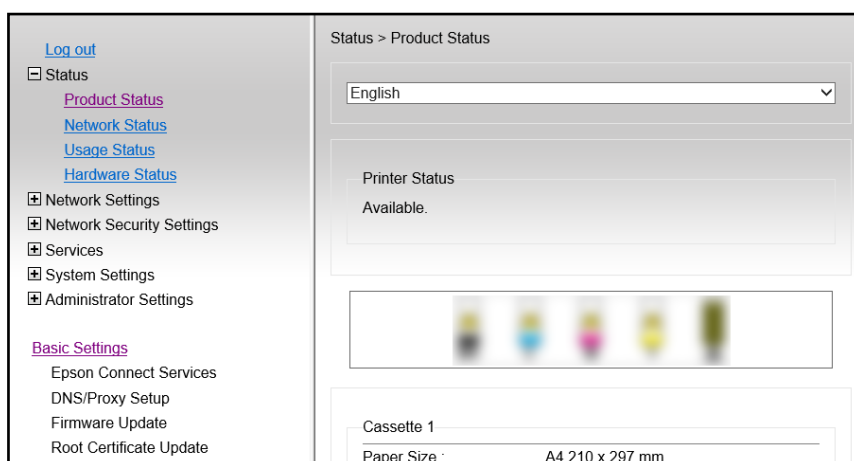 Log out
Status
Product Status
Network Status
Usage Status
Hardware Status
Network Settings
Network Security Settings
Services
System Settings
Administrator Settings
Basic Settings
Epson Connect Services
DNS/Proxy Setup
Firmware Update
Root Certificate Update
Status > Product Status
English
Printer Status
Available.
Cassette 1
Paper Size : A4 210 x 297 mm